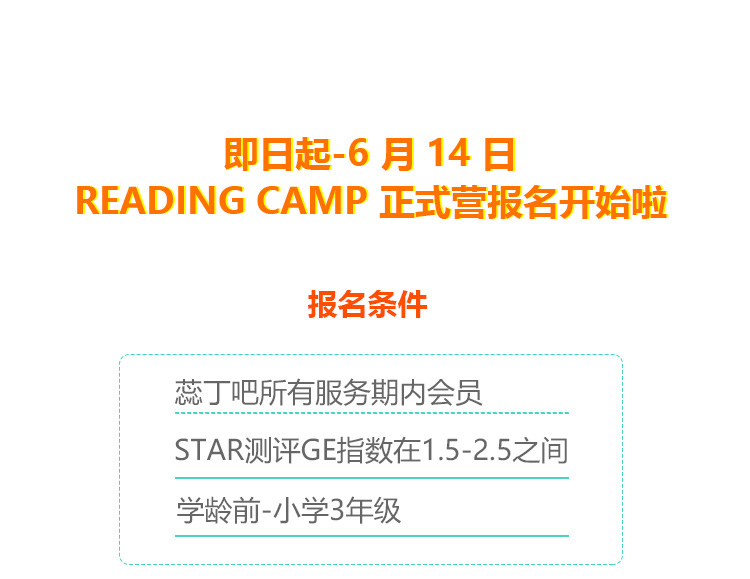 即日起-6 月 14 日
READING CAMP 正式营报名开始啦
报名条件
蕊丁吧所有服务期内会员
STAR测评GE指数在1.5-2.5之间
学龄前-小学3年级